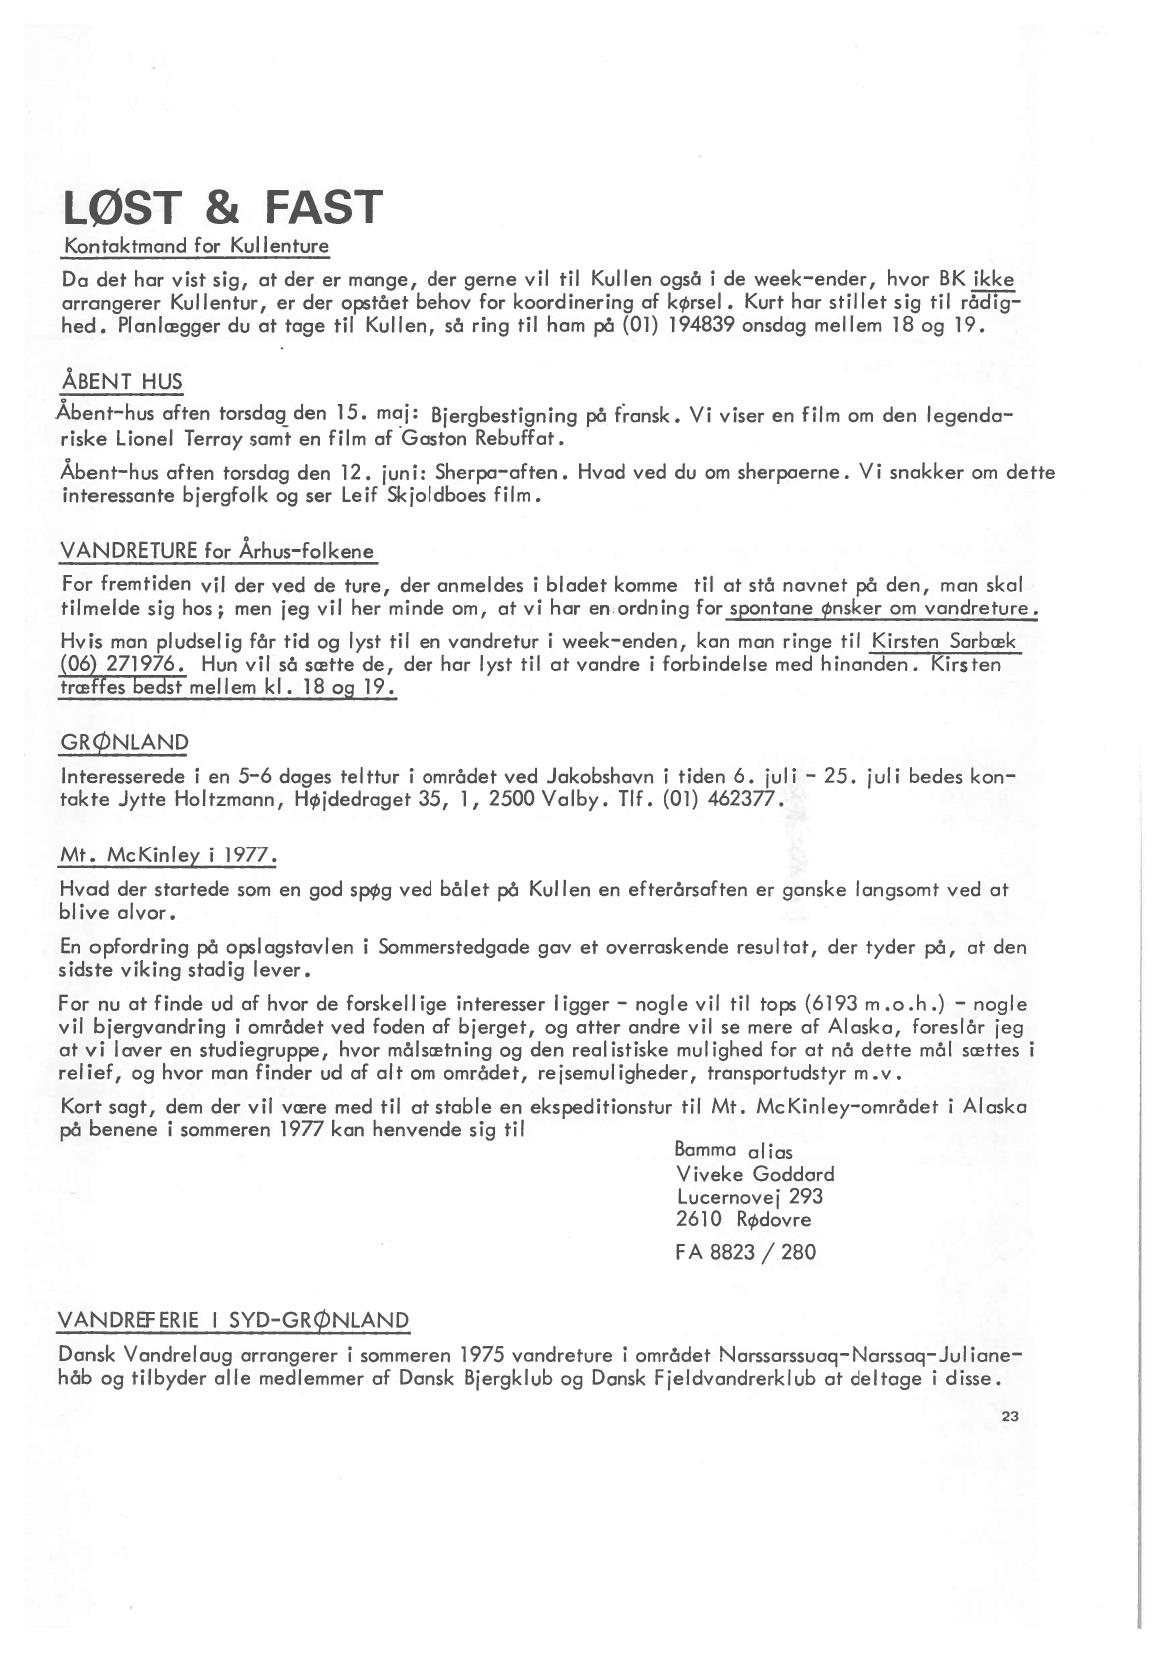 LØST & FAST
Kontaktmand for Kullenture
Da det har vist sig, at der er mange, der gerne vil til Kullen også i de week-ender, hvor BK ikke
arrangerer Kullentur, er der opstået behov for koordinering af kørsel. Kurt har stillet sig til rådig-
hed. Planlægger du at tage til Kullen, så ring til ham på (01) 194839 onsdag mellem 18 og 19.
ÅBENT HUS
Åbent-hus aften torsdag den 15. maj: Bjergbestigning på fransk. Vi viser en film om den legenda-
riske Lionel Terray samt en film af Gaston Rebuffat.
Åbent-hus aften torsdag den 12. juni: Sherpa-aften. Hvad ved du om sherpaerne. Vi snakker om dette
interessante bjergfolk og ser Leif Skjoldboes film.
VANDRETURE for Århus-folkene
For fremtiden vil der ved de ture, der anmeldes i bladet komme til at stå navnet på den, man skal
tilmelde sig hos; men jeg vil her minde om, at vi har en ordning for spontane ønsker om vandreture.
Hvis man pludselig får tid og lyst til en vandretur i week-enden, kan man ringe til Kirsten Sarbæk
(06) 271976. Hun vil så sætte de, der har lyst til at vandre i forbindelse med hinanden. Kirsten
træffes bedst mellem kl. 18 og 19.
GRØNLAND
Interesserede i en 5-6 dages telttur i området ved Jakobshavn i tiden 6. juli - 25. juli bedes kon-
takte Jytte Holtzmann, Højdedraget 35, 1, 2500 Valby. Tlf. (01) 462377.
Mt. McKinley i 1977.
Hvad der startede som en god spøg ved bålet på Kullen en efterårsaften er ganske langsomt ved at
blive alvor.
En opfordring på opslagstavlen i Sommerstedgade gav et overraskende resultat, der tyder på, at den
sidste viking stadig lever.
For nu at finde ud af hvor de forskellige interesser ligger - nogle vil til tops (6193 m.o.h.) - nogle
vil bjergvandring i området ved foden af bjerget, og atter andre vil se mere af Alaska, foreslår jeg
at vi laver en studiegruppe, hvor målsætning og den realistiske mulighed for at nå dette mål sættes i
relief, og hvor man finder ud af alt om området, rejsemuligheder, transportudstyr m.v.
Kort sagt, dem der vil være med til at stable en ekspeditionstur til Mt. McKinley-området i Alaska
på benene i sommeren 1977 kan henvende sig til
Bamma alias
Viveke Goddard
Lucernovej 293
2610 Rødovre
FA 8823 / 280
VANDREFERIE I SYD-GRØNLAND
Dansk Vandrelaug arrangerer i sommeren 1975 vandreture i området Narssarssuaq-Narssaq-Juliane-
håb og tilbyder alle medlemmer af Dansk Bjergklub og Dansk Fjeldvandrerklub at deltage i disse.
23